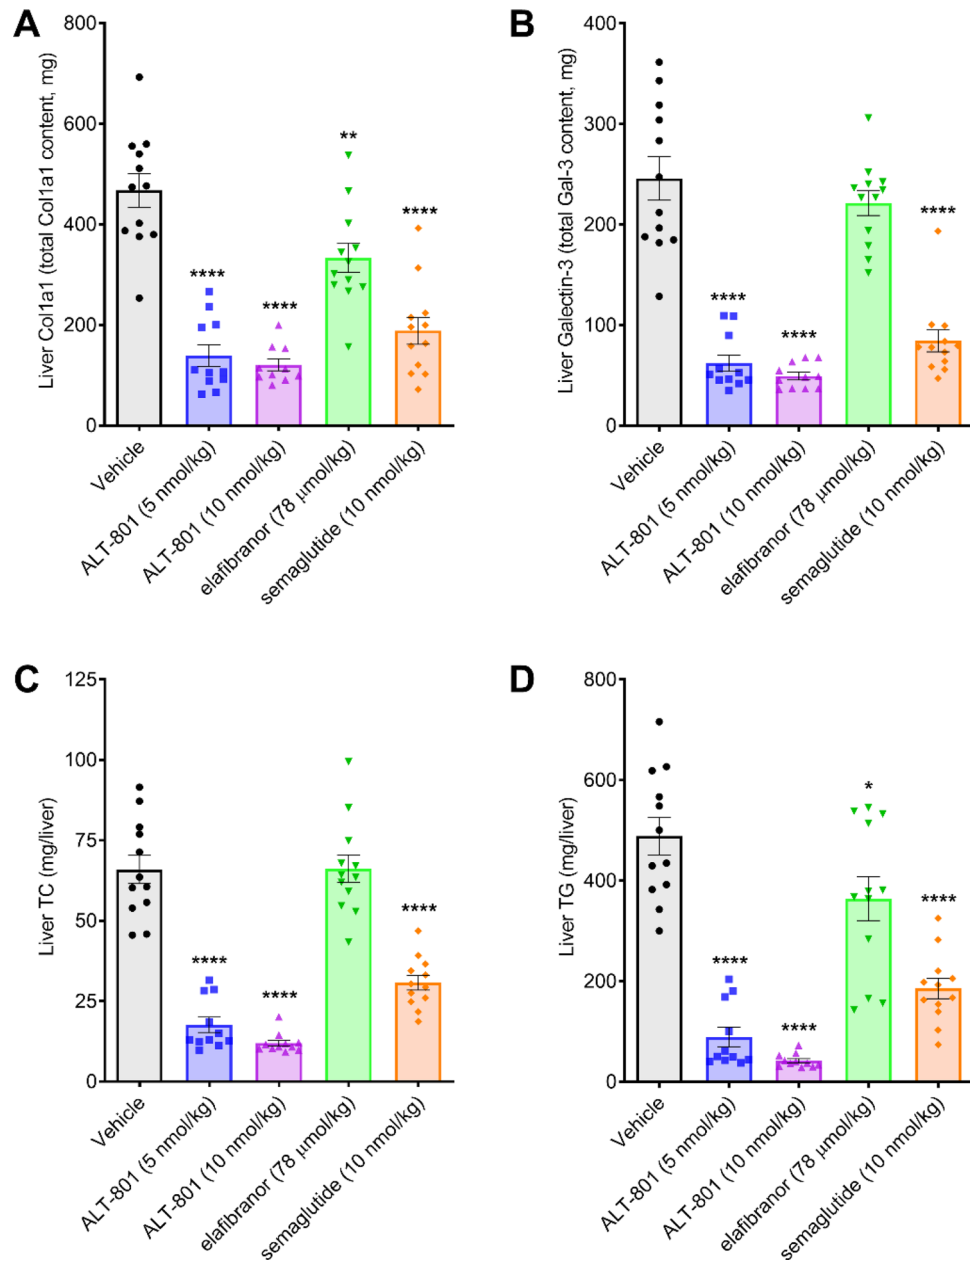 A
Liver Col1a1 (total Col1a1 content, mg)
800
600
400
200
0
****
****
**
****
Vehicle
ALT-801 (5 nmol/kg)
ALT-801 (10 nmol/kg)
elafibranor (78 μmol/kg)
semaglutide (10 nmol/kg)
B
Liver Galectin-3 (total Gal-3 content, mg)
400
300
200
100
0
****
****
****
Vehicle
ALT-801 (5 nmol/kg)
ALT-801 (10 nmol/kg)
elafibranor (78 μmol/kg)
semaglutide (10 nmol/kg)
C
Liver TC (mg/liver)
125
100
75
50
25
0
****
****
****
Vehicle
ALT-801 (5 nmol/kg)
ALT-801 (10 nmol/kg)
elafibranor (78 μmol/kg)
semaglutide (10 nmol/kg)
D
Liver TG (mg/liver)
800
600
400
200
0
****
****
*
****
Vehicle
ALT-801 (5 nmol/kg)
ALT-801 (10 nmol/kg)
elafibranor (78 μmol/kg)
semaglutide (10 nmol/kg)